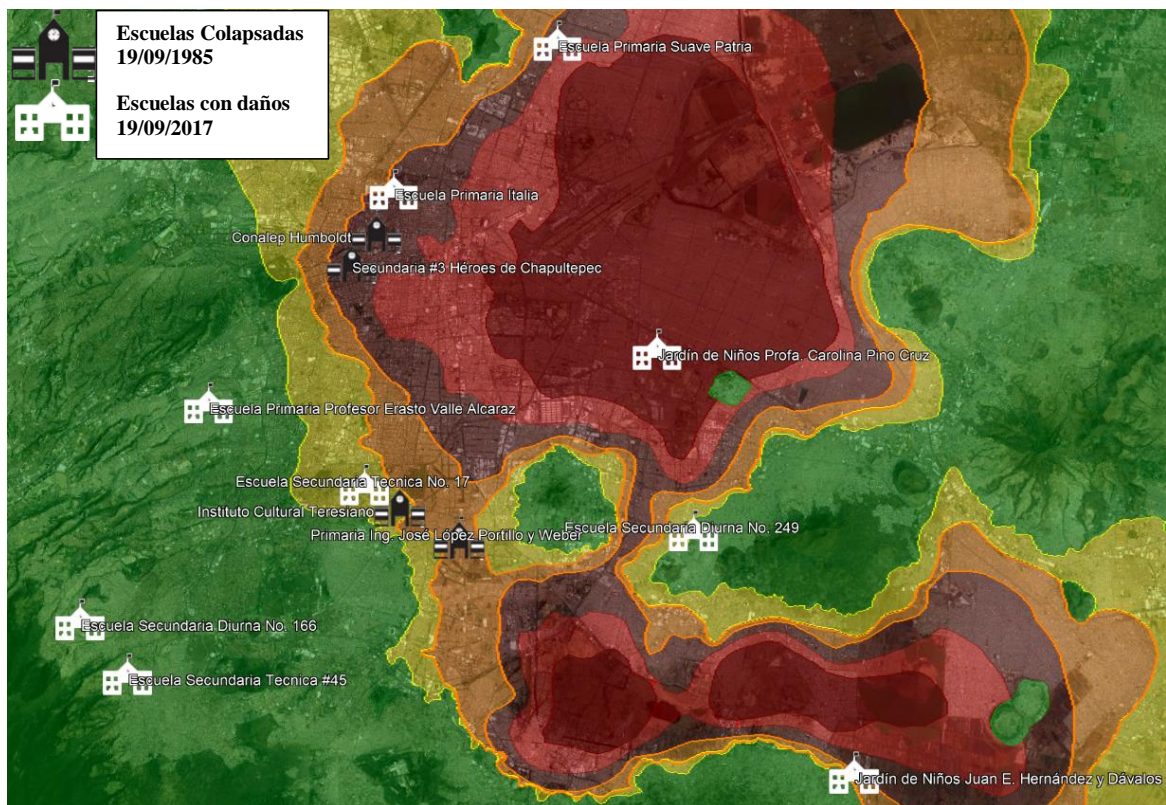 Escuelas Colapsadas
19/09/1985
Escuelas con daños
19/09/2017
Escuela Primaria Suave Patria
Escuela Primaria Italia
Conalep Humboldt
Secundaria #3 Héroes de Chapultepec
Jardín de Niños Profa. Carolina Pino Cruz
Escuela Primaria Profesor Erasto Valle Alcaraz
Escuela Secundaria Tecnica No. 17
Instituto Cultural Teresiano
Escuela Secundaria Diurna No. 249
Primaria Ing. José López Portillo y Weber
Escuela Secundaria Diurna No. 166
Escuela Secundaria Tecnica #45
Jardín de Niños Juan E. Hernández y Dávalos